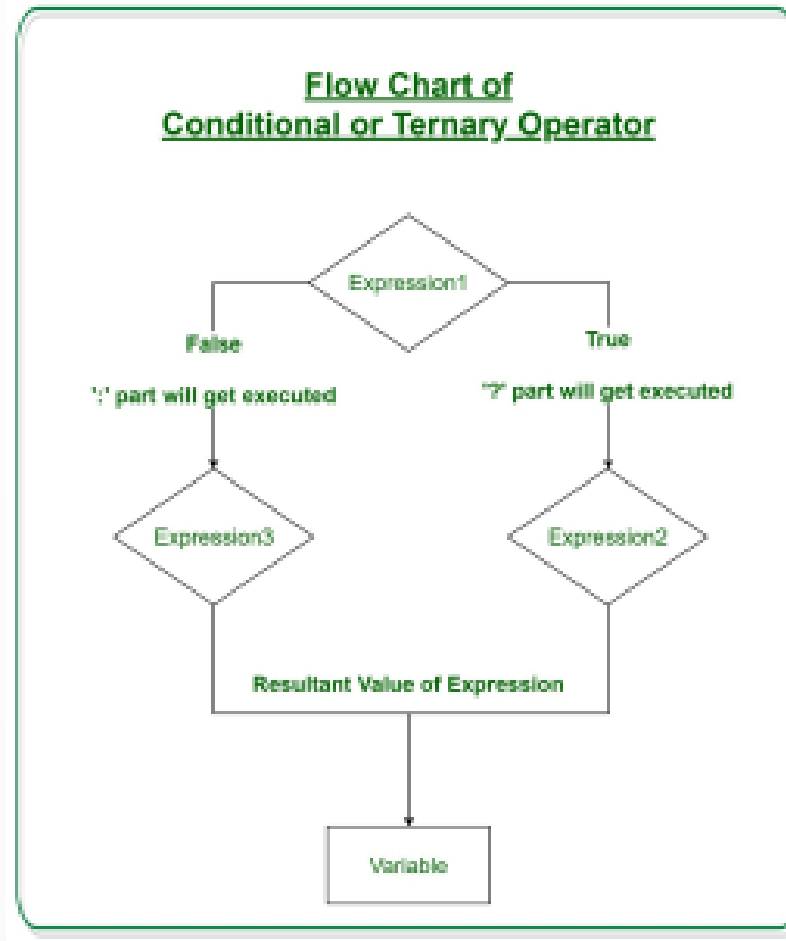 Flow Chart of
Conditional or Ternary Operator
Expression1
False
True
':' part will get executed
'?' part will get executed
Expression3
Expression2
Resultant Value of Expression
Variable